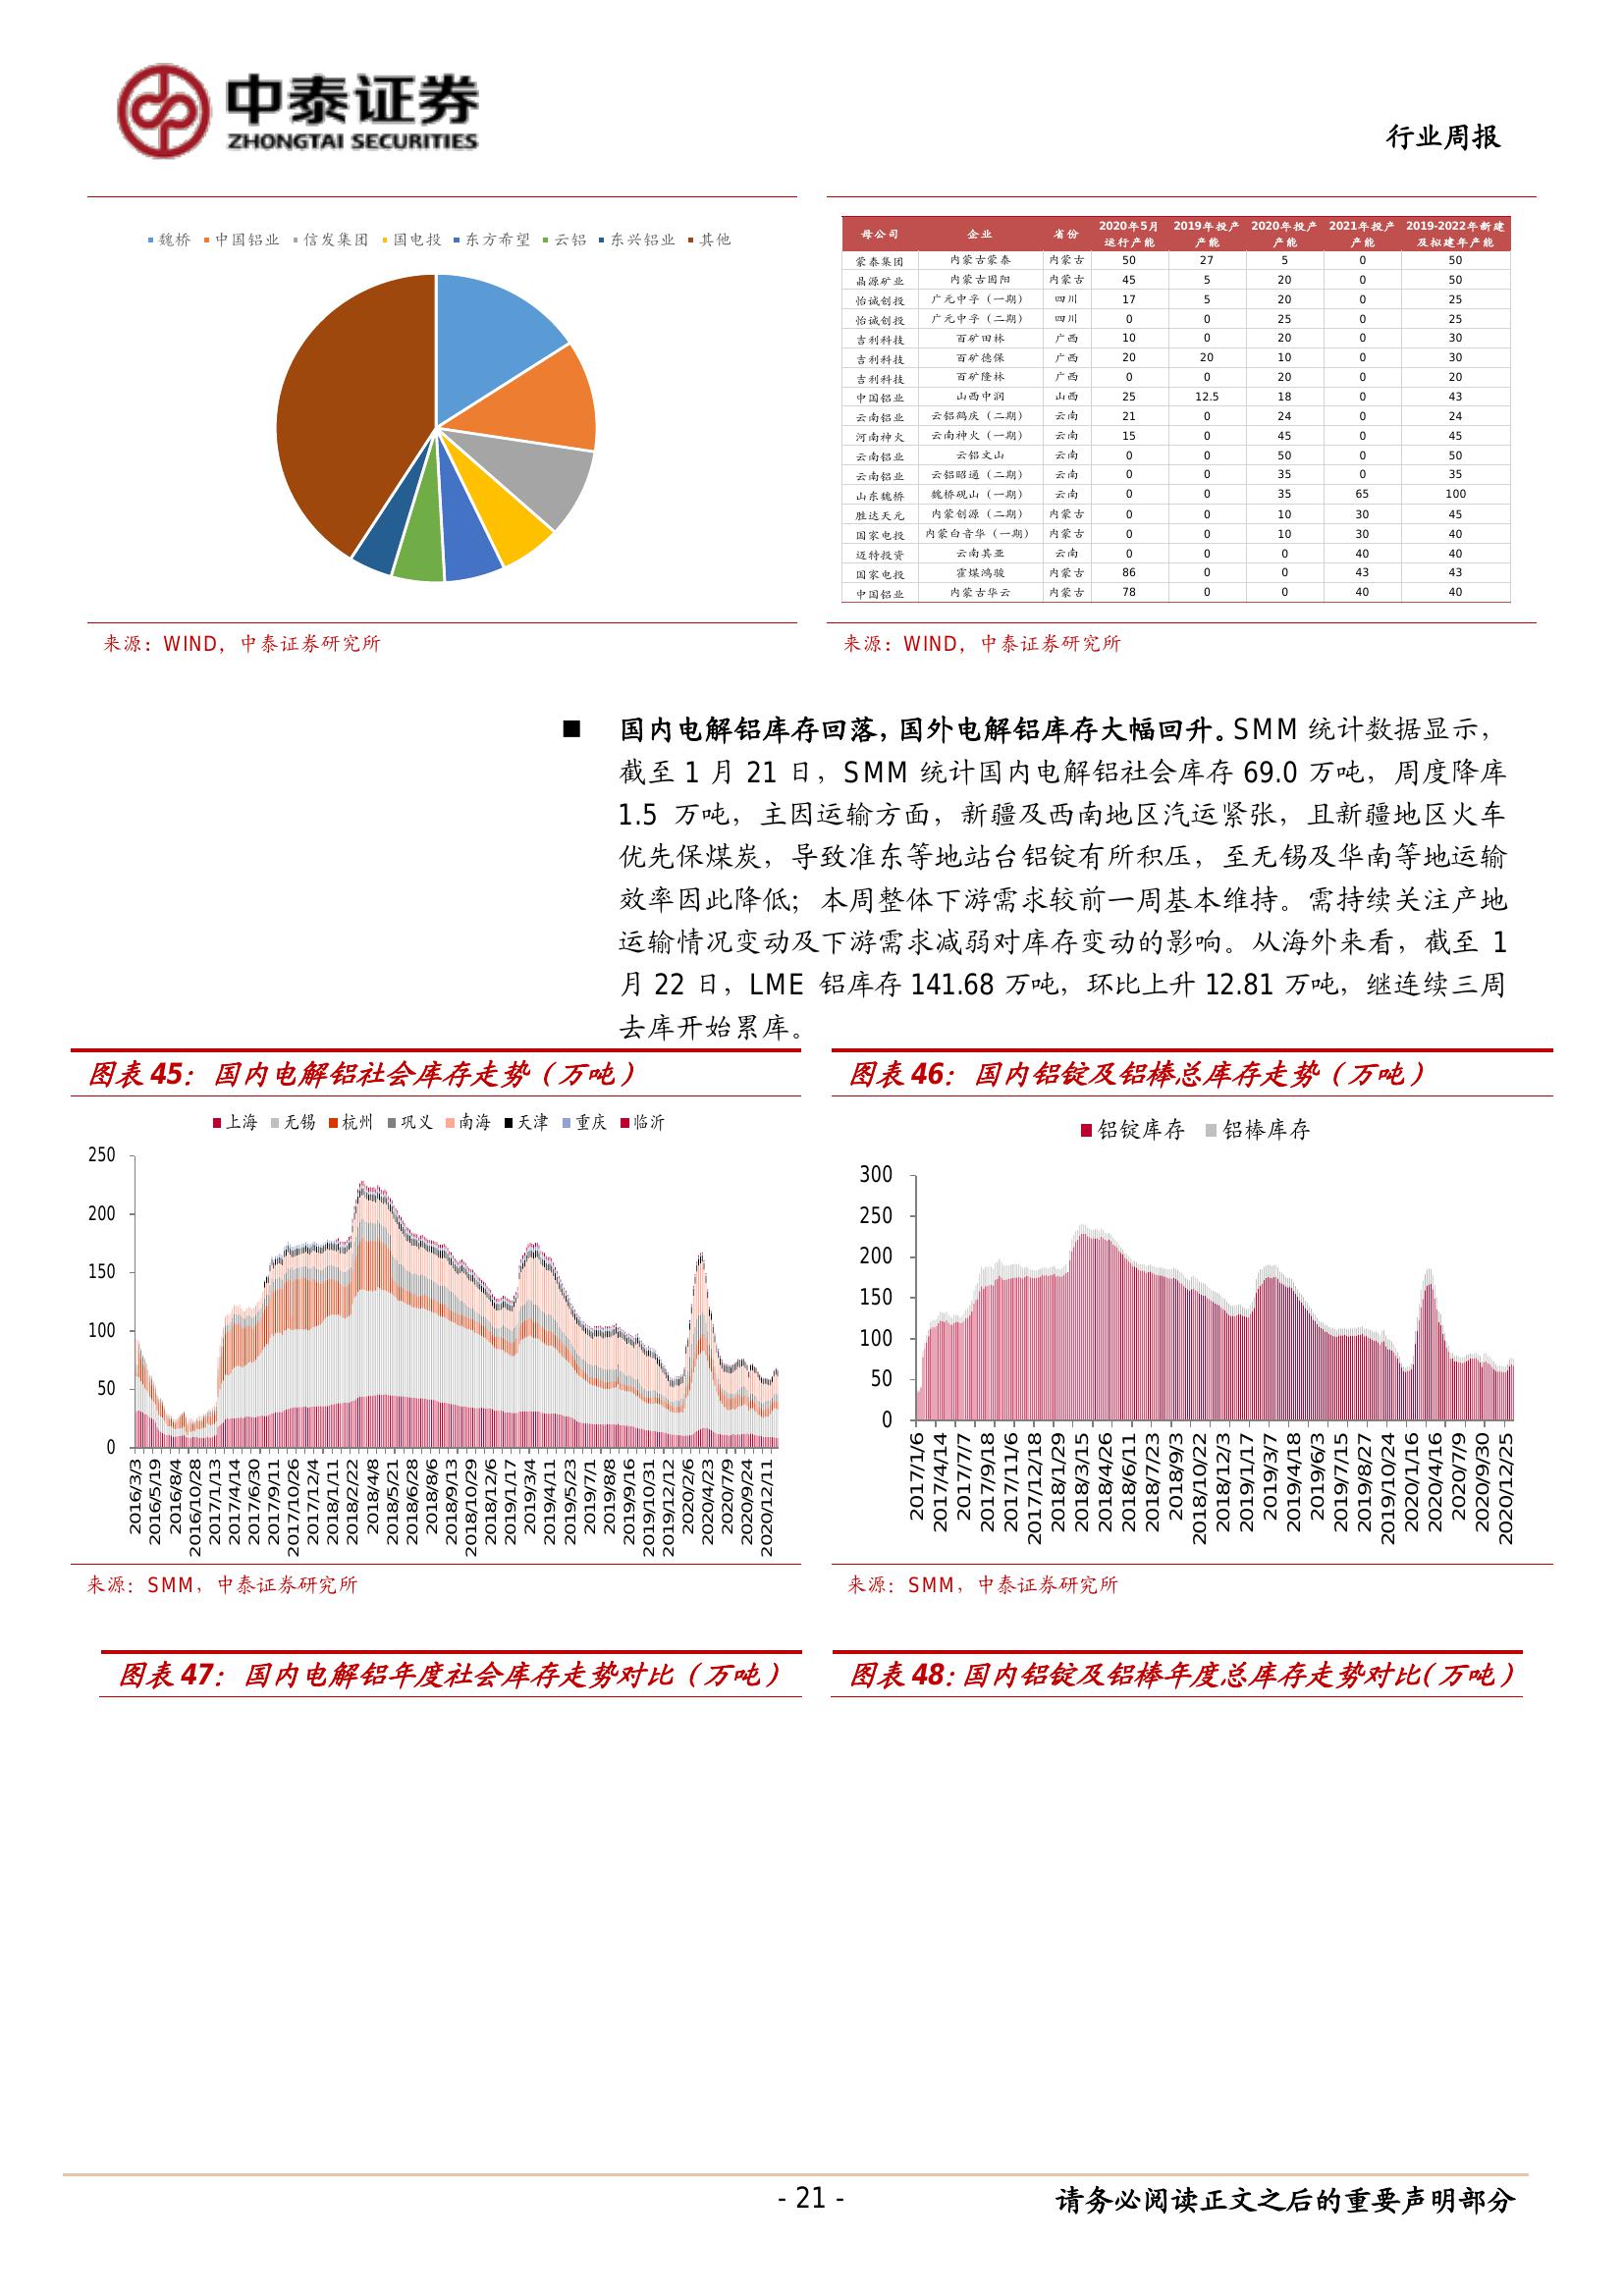 中泰证券
ZHONGTAI SECURITIES
行业周报
魏桥 中国铝业 信发集团 国电投 东方希望 云铝 东兴铝业 其他
来源：WIND，中泰证券研究所
母公司 企业 省份 2020年5月运行产能 2019年投产产能 2020年投产产能 2021年投产产能 2019-2022年新建及拟建年产能
蒙泰集团 内蒙古蒙泰 内蒙古 50 27 5 0 50
晶源矿业 内蒙古固阳 内蒙古 45 5 20 0 50
怡诚创投 广元中孚（一期） 四川 17 5 20 0 25
怡诚创投 广元中孚（二期） 四川 0 0 25 0 25
吉利科技 百矿田林 广西 10 0 20 0 30
吉利科技 百矿德保 广西 20 20 10 0 30
吉利科技 百矿隆林 广西 0 0 20 0 20
中国铝业 山西中润 山西 25 12.5 18 0 43
云南铝业 云铝鹤庆（二期） 云南 21 0 24 0 24
河南神火 云南神火（一期） 云南 15 0 45 0 45
云南铝业 云铝文山 云南 0 0 50 0 50
云南铝业 云铝昭通（二期） 云南 0 0 35 0 35
山东魏桥 魏桥砚山（一期） 云南 0 0 35 65 100
胜达天元 内蒙创源（二期） 内蒙古 0 0 10 30 45
国家电投 内蒙白音华（一期） 内蒙古 0 0 10 30 40
迈特投资 云南其亚 云南 0 0 0 40 40
国家电投 霍煤鸿骏 内蒙古 86 0 0 43 43
中国铝业 内蒙古华云 内蒙古 78 0 0 40 40
来源：WIND，中泰证券研究所
■ 国内电解铝库存回落，国外电解铝库存大幅回升。SMM 统计数据显示，
截至 1 月 21 日，SMM 统计国内电解铝社会库存 69.0 万吨，周度降库
1.5 万吨，主因运输方面，新疆及西南地区汽运紧张，且新疆地区火车
优先保煤炭，导致准东等地站台铝锭有所积压，至无锡及华南等地运输
效率因此降低；本周整体下游需求较前一周基本维持。需持续关注产地
运输情况变动及下游需求减弱对库存变动的影响。从海外来看，截至 1
月 22 日，LME 铝库存 141.68 万吨，环比上升 12.81 万吨，继连续三周
去库开始累库。
图表 45：国内电解铝社会库存走势（万吨）
上海 无锡 杭州 巩义 南海 天津 重庆 临沂
250
200
150
100
50
0
2016/3/3 2016/5/19 2016/8/4 2016/10/28 2017/1/13 2017/4/14 2017/6/30 2017/9/11 2017/10/26 2017/12/4 2018/1/11 2018/2/22 2018/4/8 2018/5/21 2018/6/28 2018/8/6 2018/9/13 2018/10/29 2018/12/6 2019/1/17 2019/3/4 2019/4/11 2019/5/23 2019/7/1 2019/8/8 2019/9/16 2019/10/31 2019/12/12 2020/2/6 2020/4/23 2020/7/9 2020/9/24 2020/12/11
来源：SMM，中泰证券研究所
图表 46：国内铝锭及铝棒总库存走势（万吨）
铝锭库存 铝棒库存
300
250
200
150
100
50
0
2017/1/6 2017/4/14 2017/7/7 2017/9/18 2017/11/6 2017/12/18 2018/1/29 2018/3/15 2018/4/26 2018/6/11 2018/7/23 2018/9/3 2018/10/22 2018/12/3 2019/1/17 2019/3/7 2019/4/18 2019/6/3 2019/7/15 2019/8/27 2019/10/24 2020/1/16 2020/4/16 2020/7/9 2020/9/30 2020/12/25
来源：SMM，中泰证券研究所
图表 47：国内电解铝年度社会库存走势对比（万吨）
图表 48：国内铝锭及铝棒年度总库存走势对比（万吨）
- 21 -
请务必阅读正文之后的重要声明部分